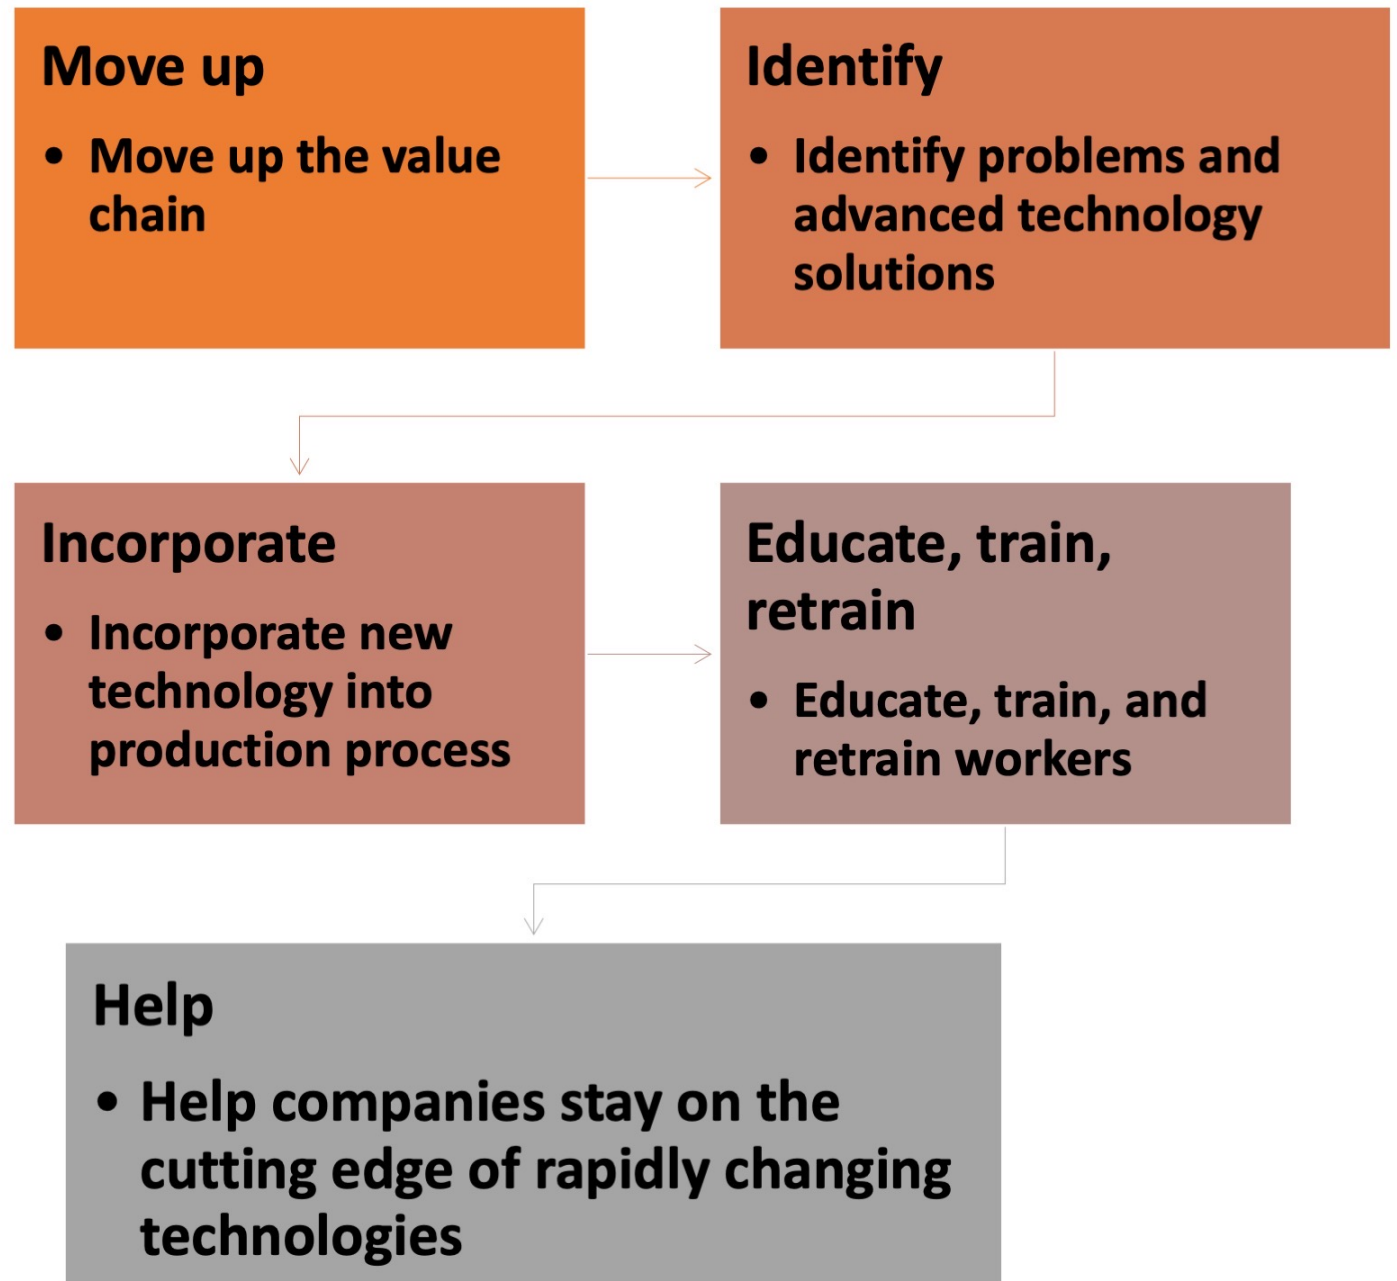 Move up
• Move up the value
chain
Identify
• Identify problems and
advanced technology
solutions
Incorporate
• Incorporate new
technology into
production process
Educate, train,
retrain
• Educate, train, and
retrain workers
Help
• Help companies stay on the
cutting edge of rapidly changing
technologies